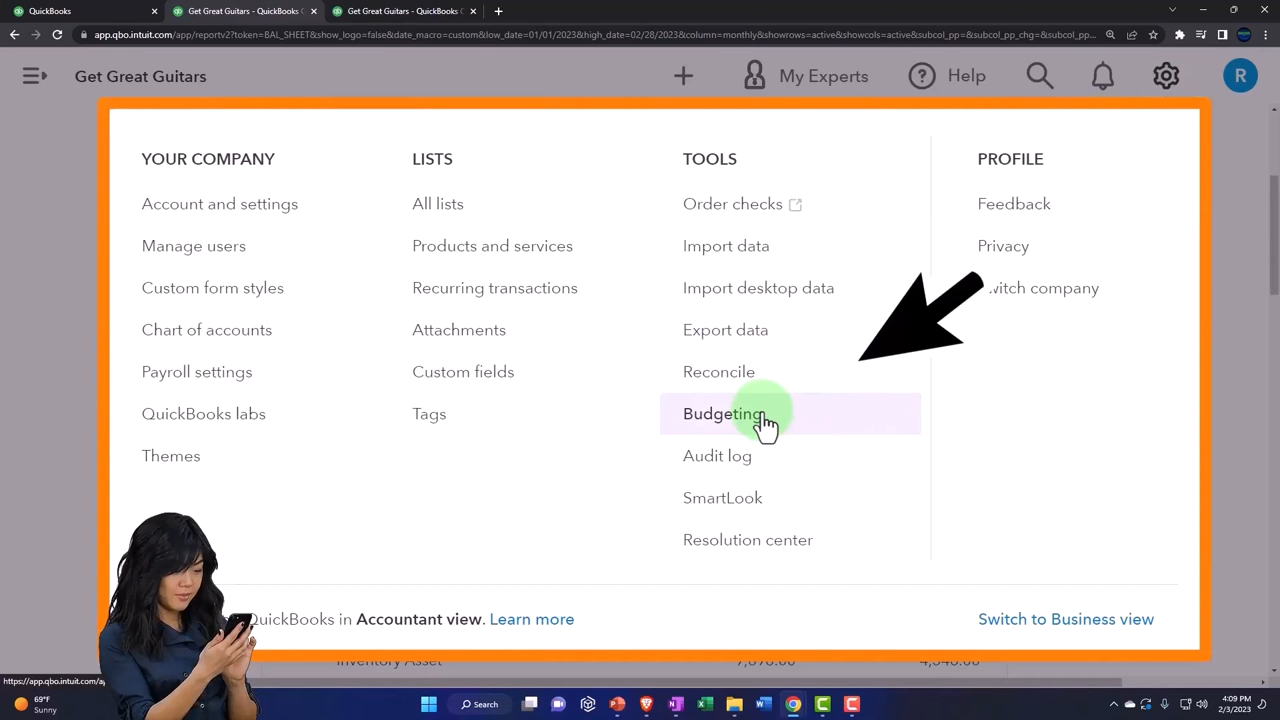 Get Great Guitars - QuickBooks C
Get Great Guitars - QuickBooks C
app.qbo.intuit.com/app/reportv2?token=BAL_SHEET&show_logo=false&date_macro=custom&low_date=01/01/2023&high_date=02/28/2023&column=monthly&showrows=active&showcols=active&subcol_pp=&subcol_pp_chg=&subcol_pp_...
Get Great Guitars
My Experts
Help
R
YOUR COMPANY
Account and settings
Manage users
Custom form styles
Chart of accounts
Payroll settings
QuickBooks labs
Themes
LISTS
All lists
Products and services
Recurring transactions
Attachments
Custom fields
Tags
TOOLS
Order checks
Import data
Import desktop data
Export data
Reconcile
Budgeting
Audit log
SmartLook
Resolution center
PROFILE
Feedback
Privacy
witch company
QuickBooks in Accountant view. Learn more
Switch to Business view
Inventory Asset
https://qbo.intuit.com/ap
69°F
Sunny
Search
4:09 PM
2/3/2023